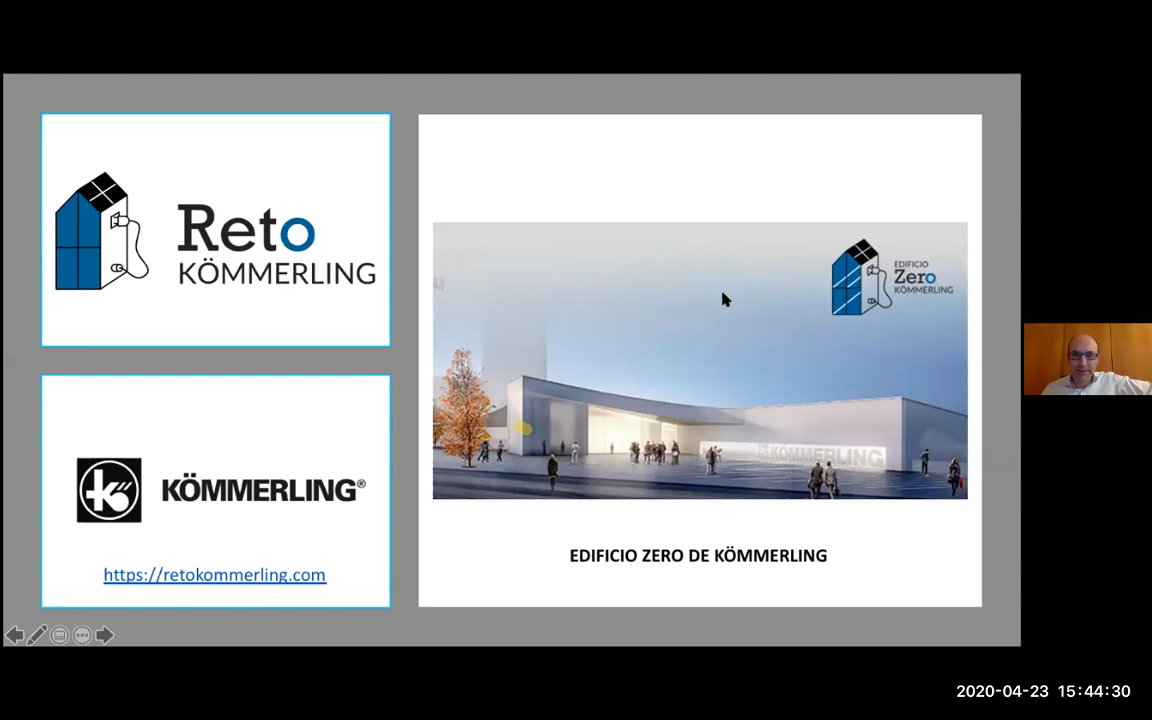 Reto
KÖMMERLING
KÖMMERLING®
https://retokommerling.com
EDIFICIO
Zero
KÖMMERLING
KÖMMERLING
EDIFICIO ZERO DE KÖMMERLING
2020-04-23 15:44:30